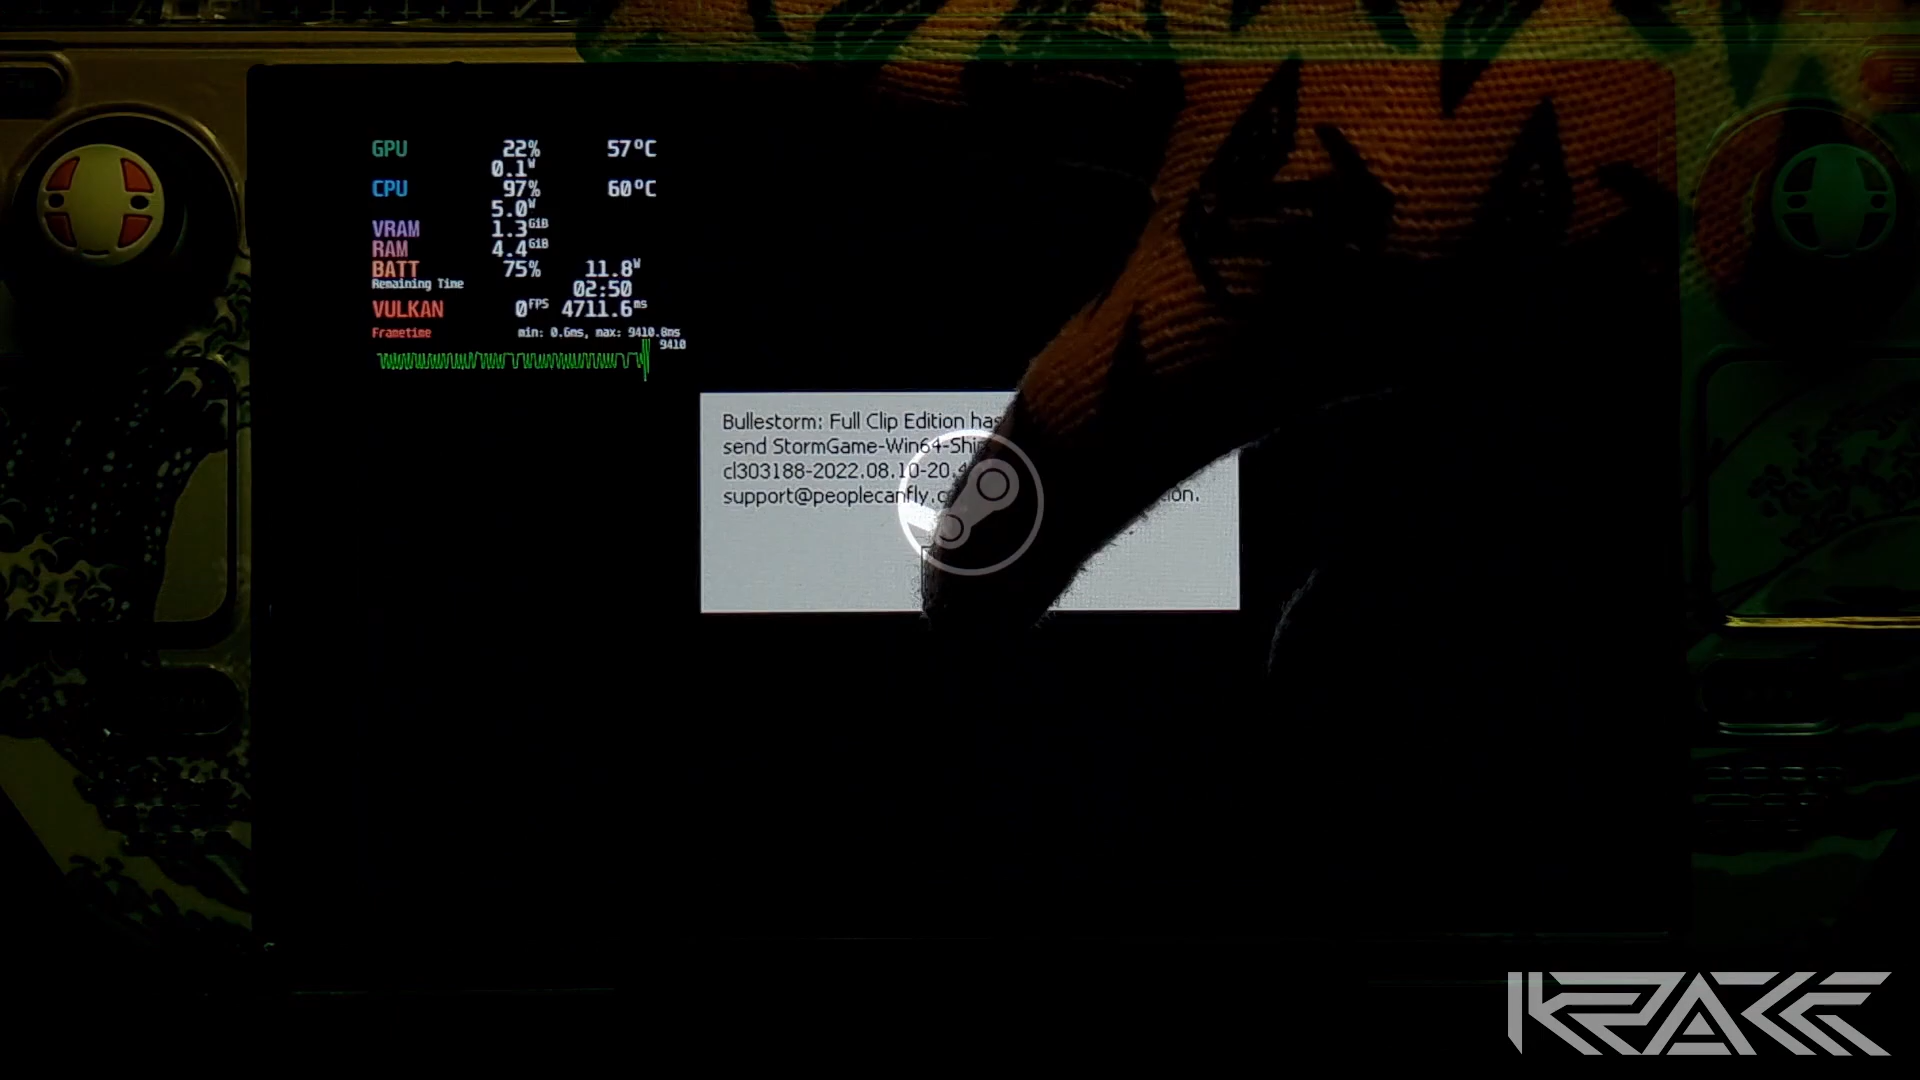 GPU 22% 57°C
0.1W
CPU 97% 60°C
5.0W
VRAM 1.3GiB
RAM 4.4GiB
BATT 75% 11.8W
Remaining Time 02:50
VULKAN 0FPS 4711.6ms
Frametime min: 0.6ms, max: 9410.8ms
9410
Bullestorm: Full Clip Edition has
send StormGame-Win64-Ship
cl303188-2022.08.10-20.4
support@peoplecanfly.c